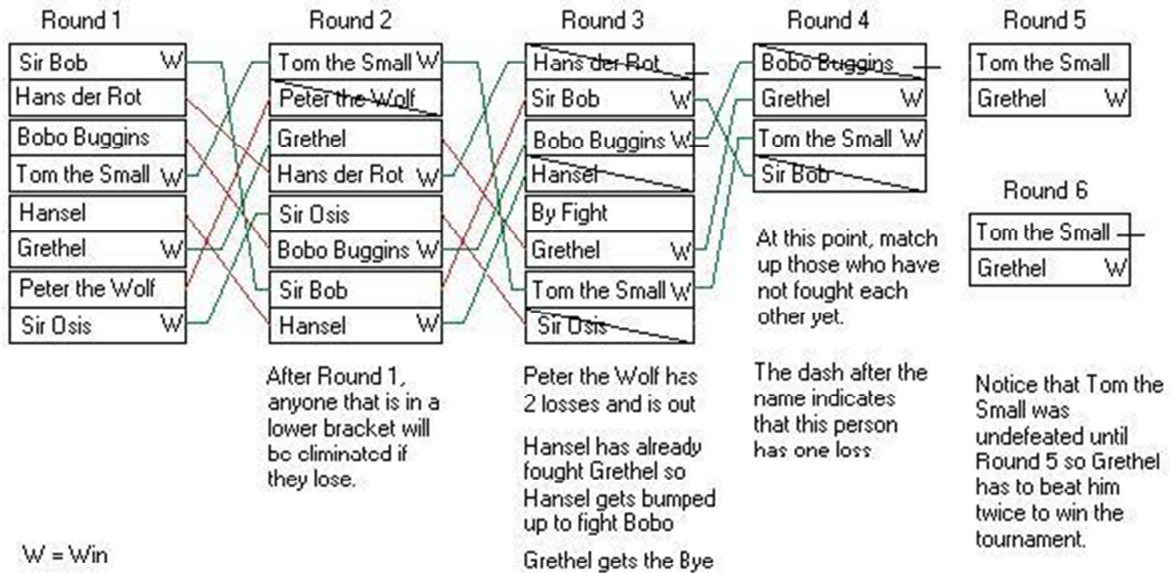 Round 1
Sir Bob W
Hans der Rot
Bobo Buggins
Tom the Small W
Hansel
Grethel W
Peter the Wolf
Sir Osis W
W = Win
Round 2
Tom the Small W
Peter the Wolf
Grethel
Hans der Rot W
Sir Osis
Bobo Buggins W
Sir Bob
Hansel W
After Round 1,
anyone that is in a
lower bracket will
be eliminated if
they lose.
Round 3
Hans der Rot
Sir Bob W
Bobo Buggins W
Hansel
By Fight
Grethel W
Tom the Small W
Sir Osis
Peter the Wolf has
2 losses and is out
Hansel has already
fought Grethel so
Hansel gets bumped
up to fight Bobo
Grethel gets the Bye
Round 4
Bobo Buggins
Grethel W
Tom the Small W
Sir Bob
At this point, match
up those who have
not fought each
other yet.
The dash after the
name indicates
that this person
has one loss
Round 5
Tom the Small
Grethel W
Round 6
Tom the Small
Grethel W
Notice that Tom the
Small was
undefeated until
Round 5 so Grethel
has to beat him
twice to win the
tournament.